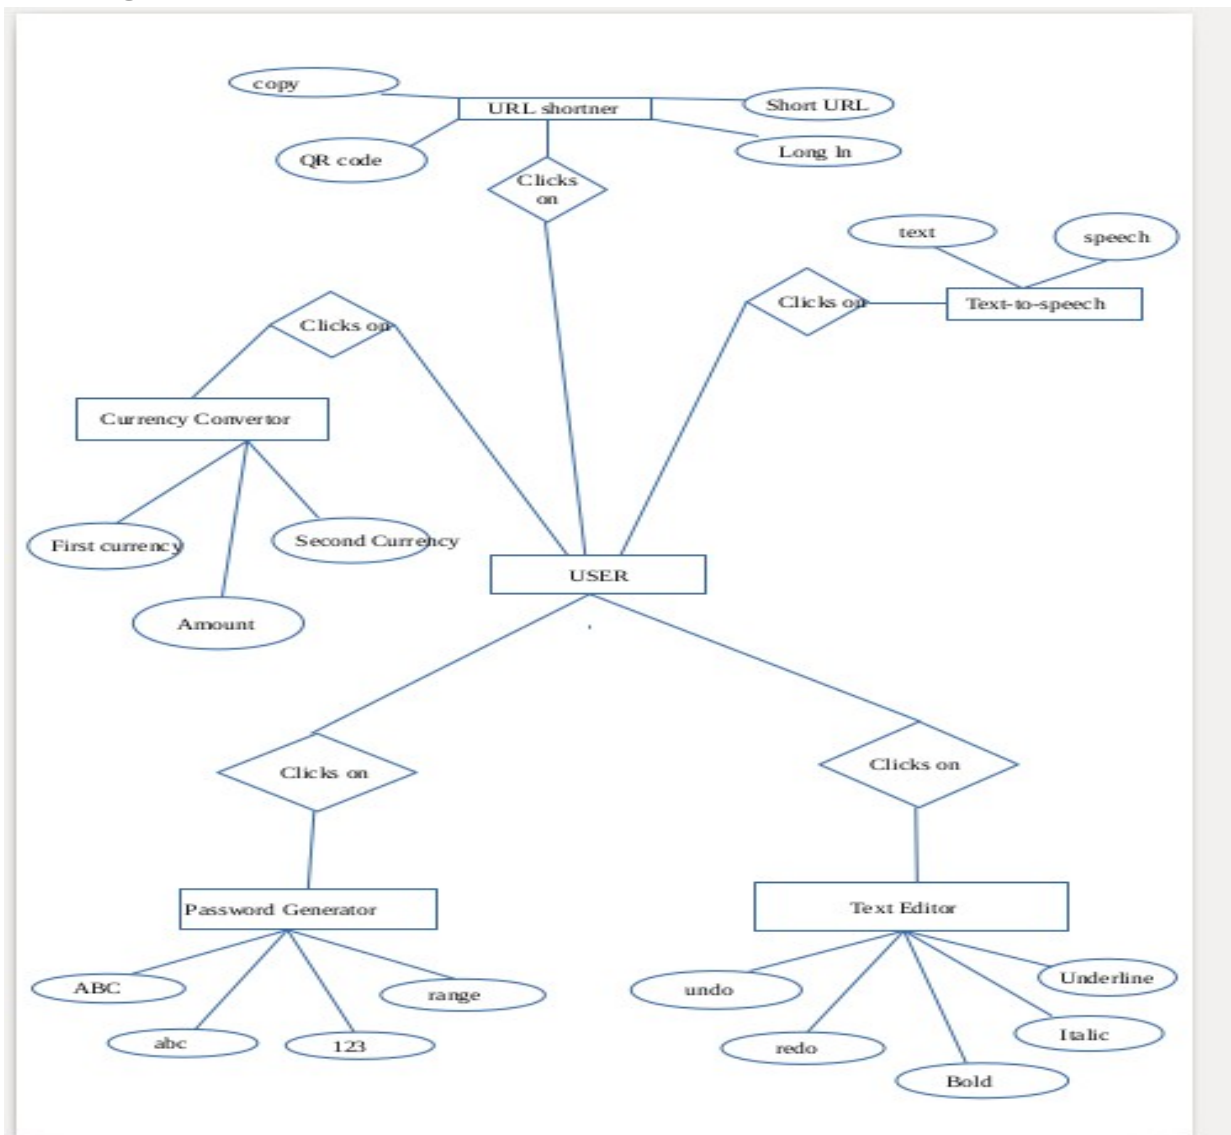 copy
URL shortner
Short URL
QR code
Long ln
Clicks
on
text
speech
Clicks on
Text-to-speech
Clicks on
Currency Convertor
First currency
Second Currency
USER
Amount
Clicks on
Clicks on
Password Generator
Text Editor
ABC
range
undo
Underline
abc
123
redo
Italic
Bold